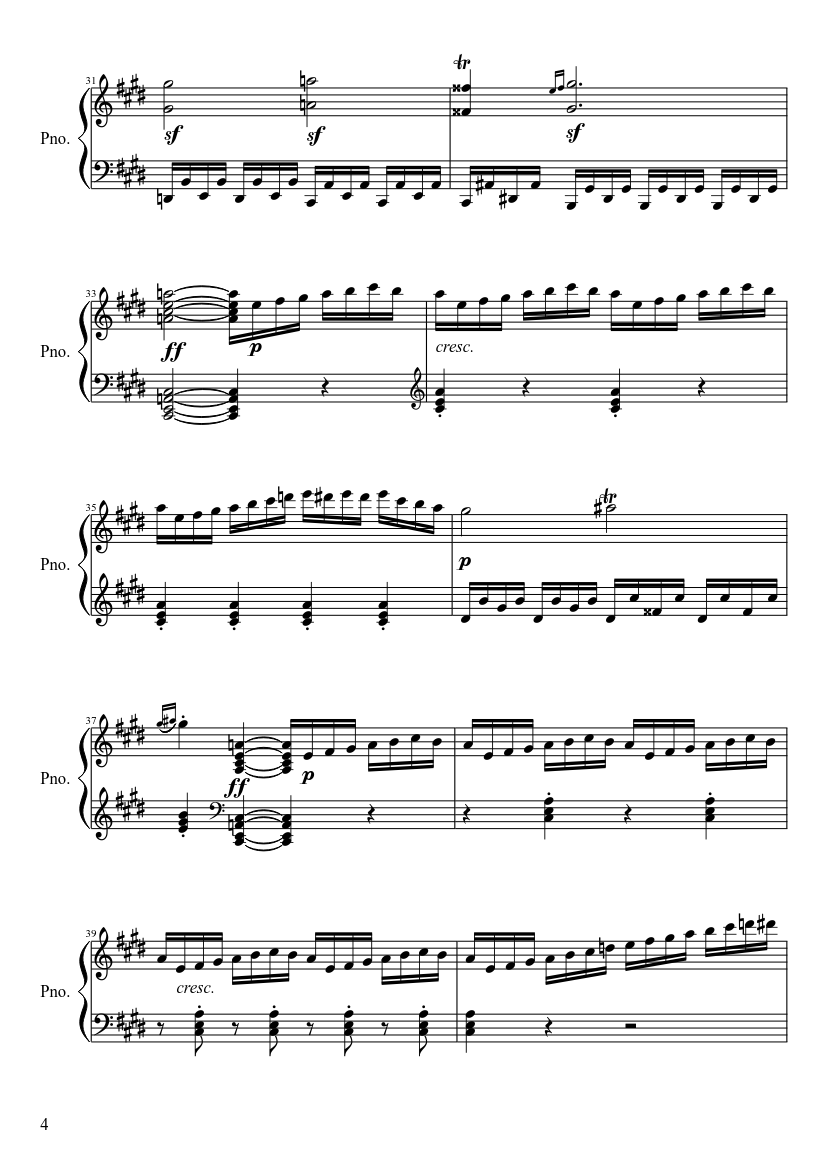 31
tr
sf sf sf
Pno.
33
ff p cresc.
Pno.
35
tr
p
Pno.
37
ff p
Pno.
39
cresc.
Pno.
4